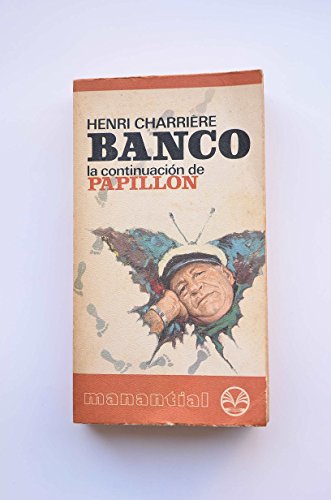 HENRI CHARRIÈRE
BANCO
la continuación de
PAPILLON
manantial